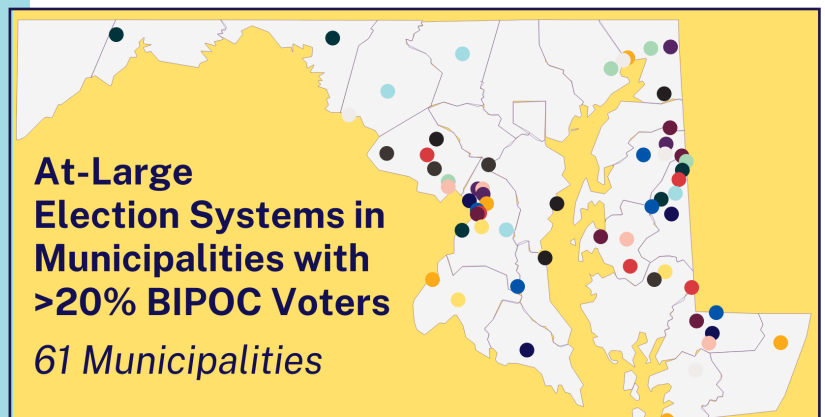 At-Large
Election Systems in
Municipalities with
>20% BIPOC Voters
61 Municipalities